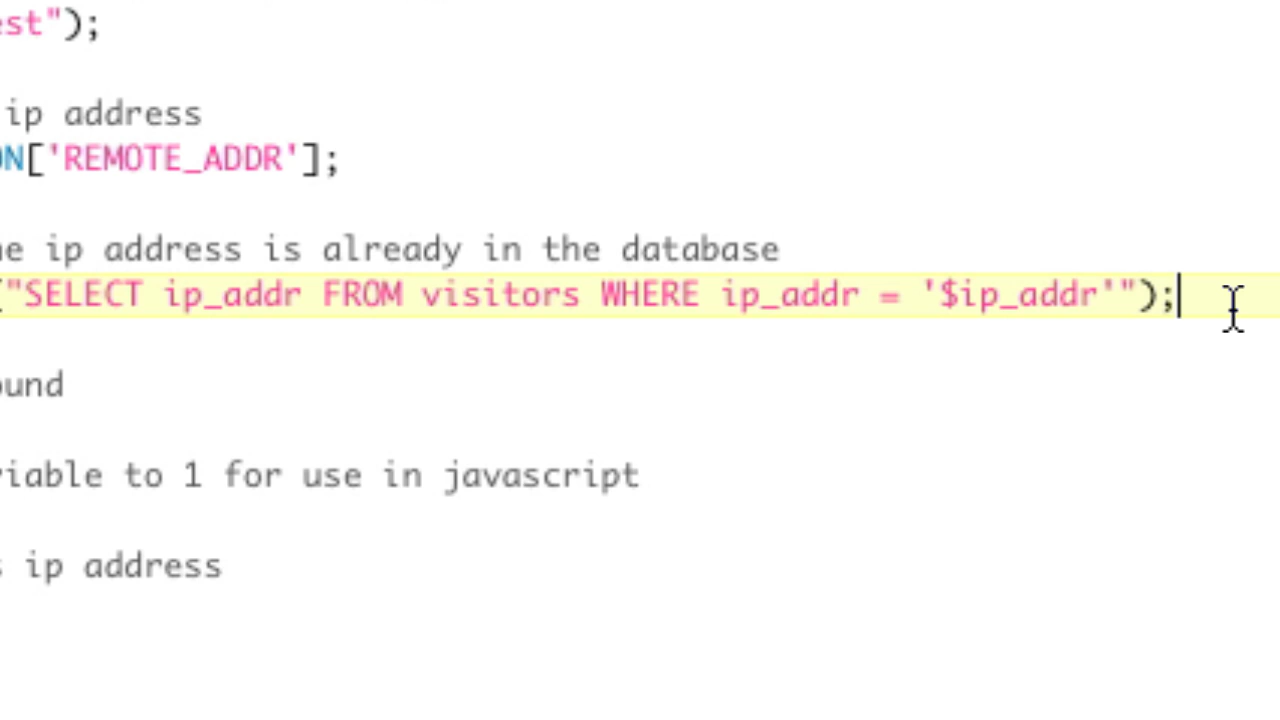 est");
ip address
ON['REMOTE_ADDR'];
he ip address is already in the database
("SELECT ip_addr FROM visitors WHERE ip_addr = '$ip_addr'");
ound
riable to 1 for use in javascript
s ip address